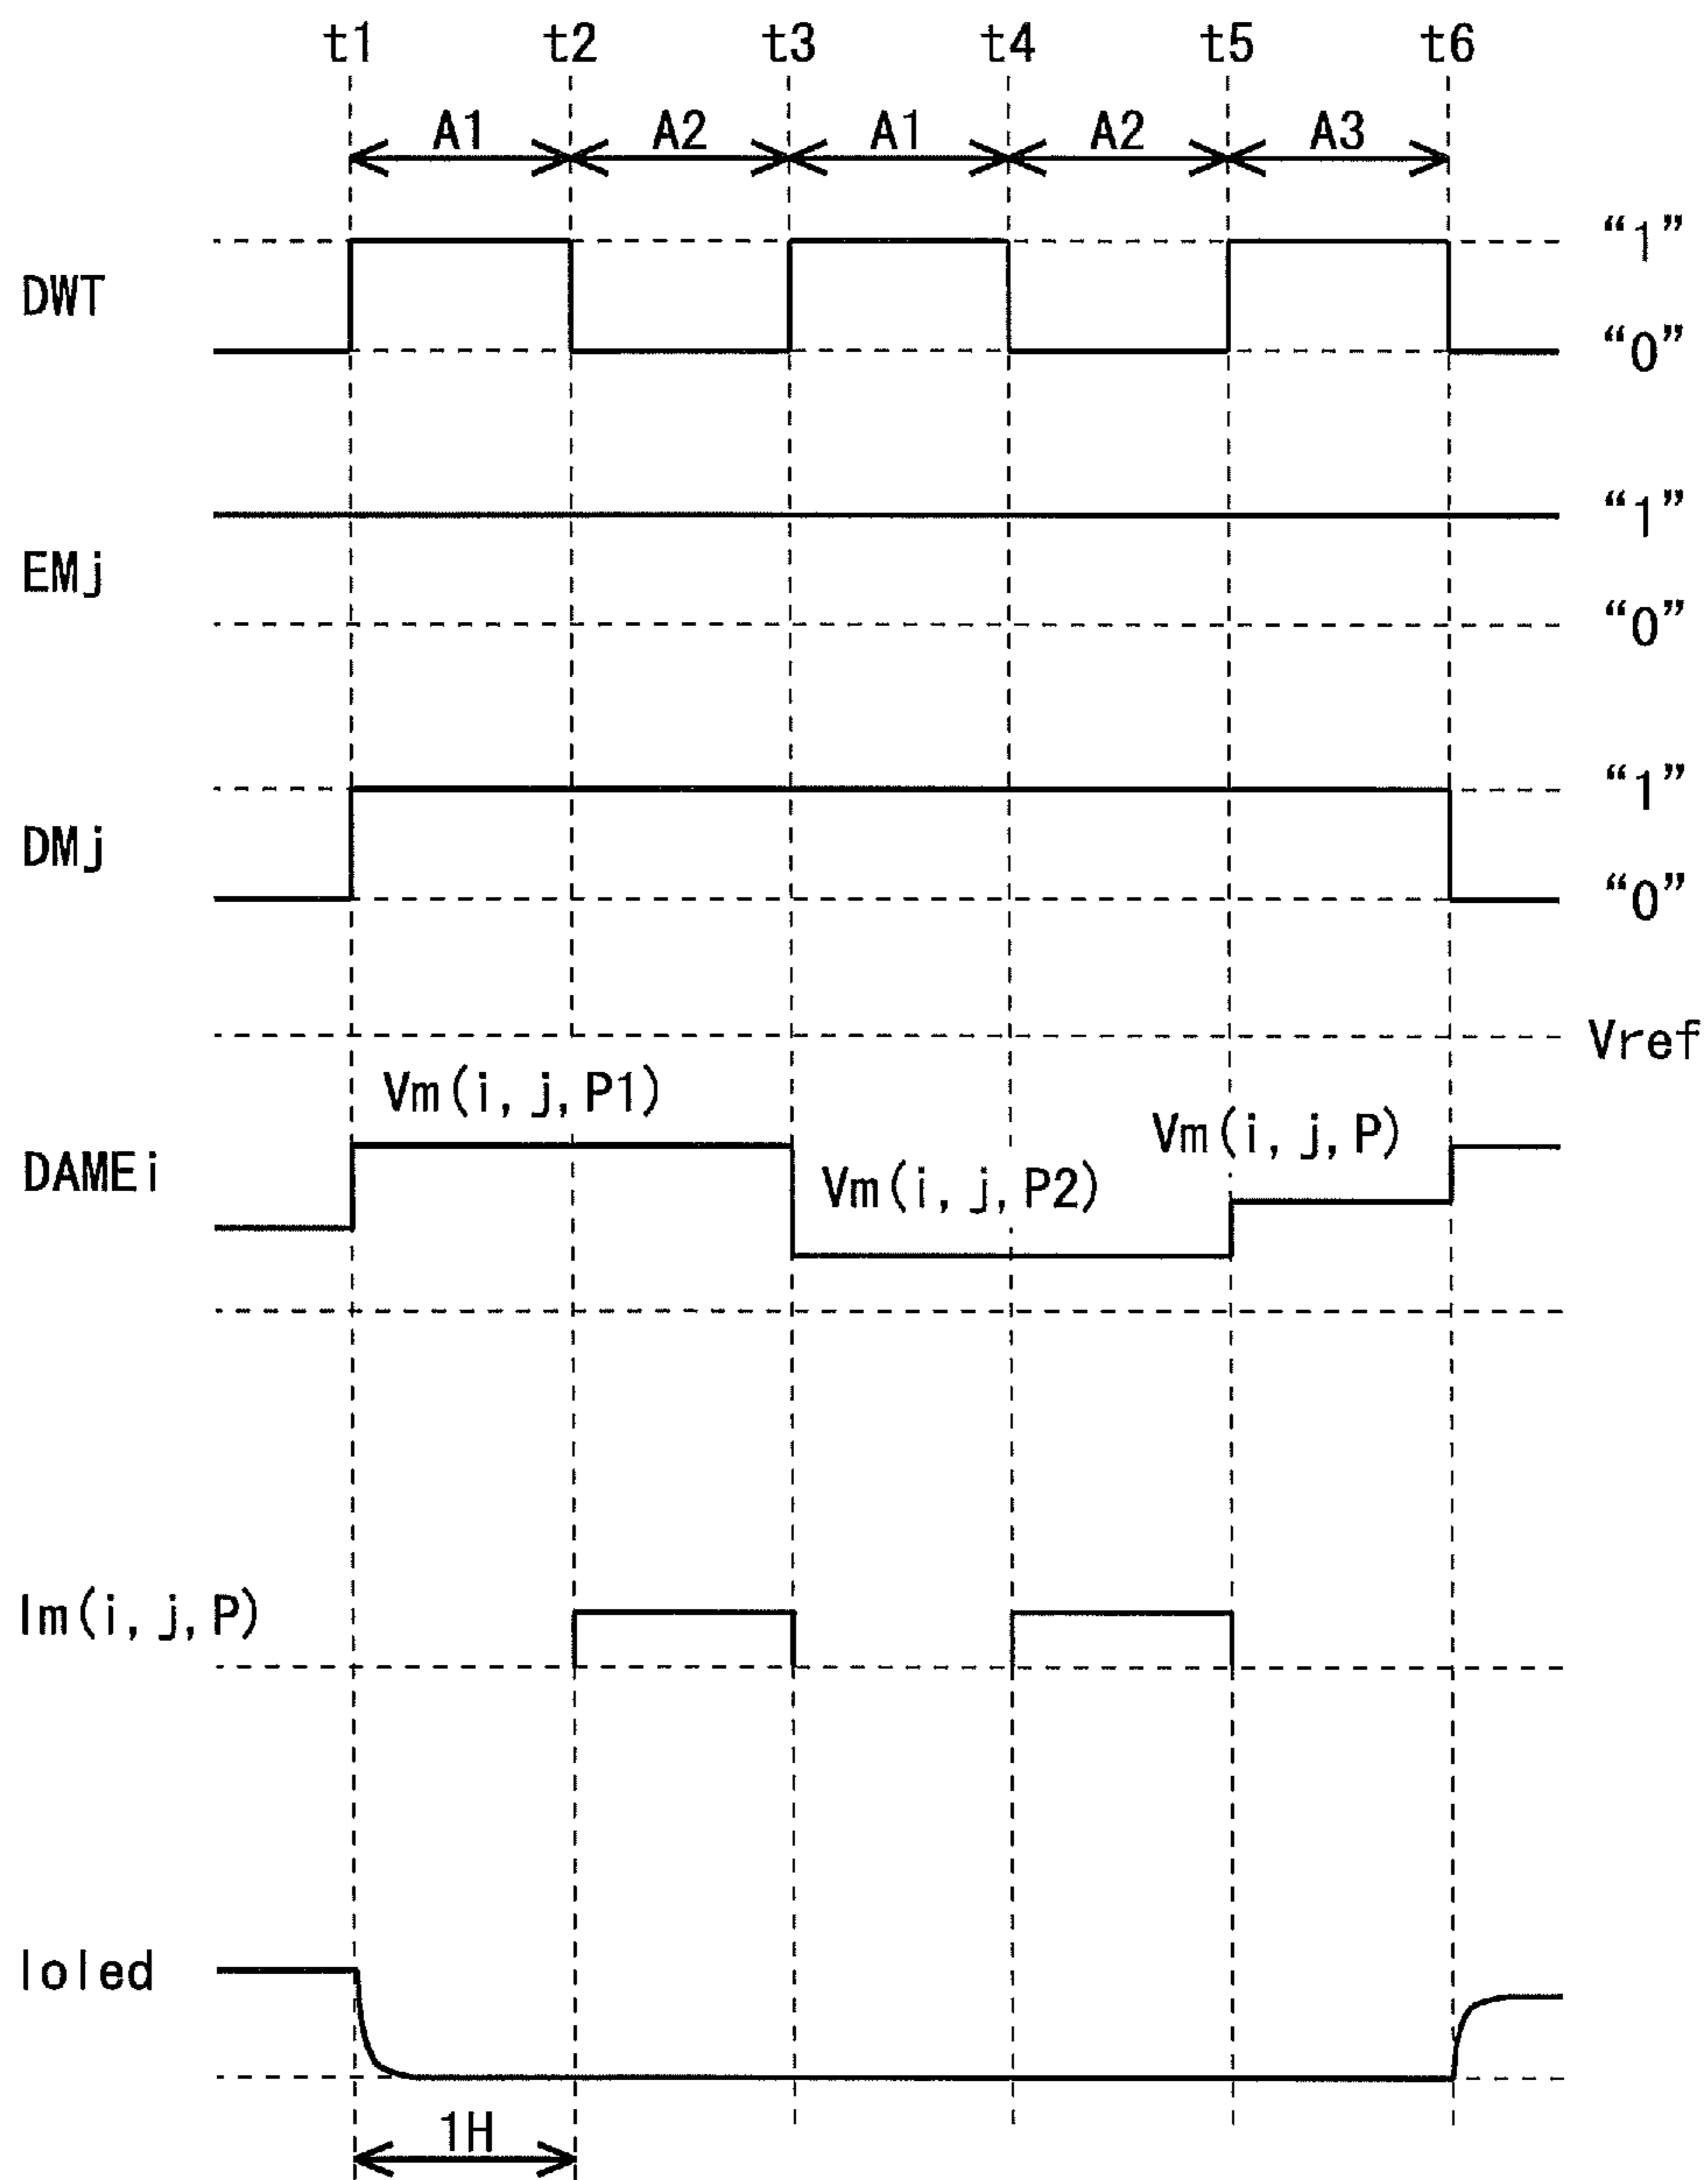 t1 t2 t3 t4 t5 t6
A1 A2 A1 A2 A3
“1”
DWT
“0”
“1”
EMj
“0”
“1”
DMj
“0”
Vref
Vm(i, j, P1)
Vm(i, j, P)
DAMEi
Vm(i, j, P2)
Im(i, j, P)
Ioled
1H